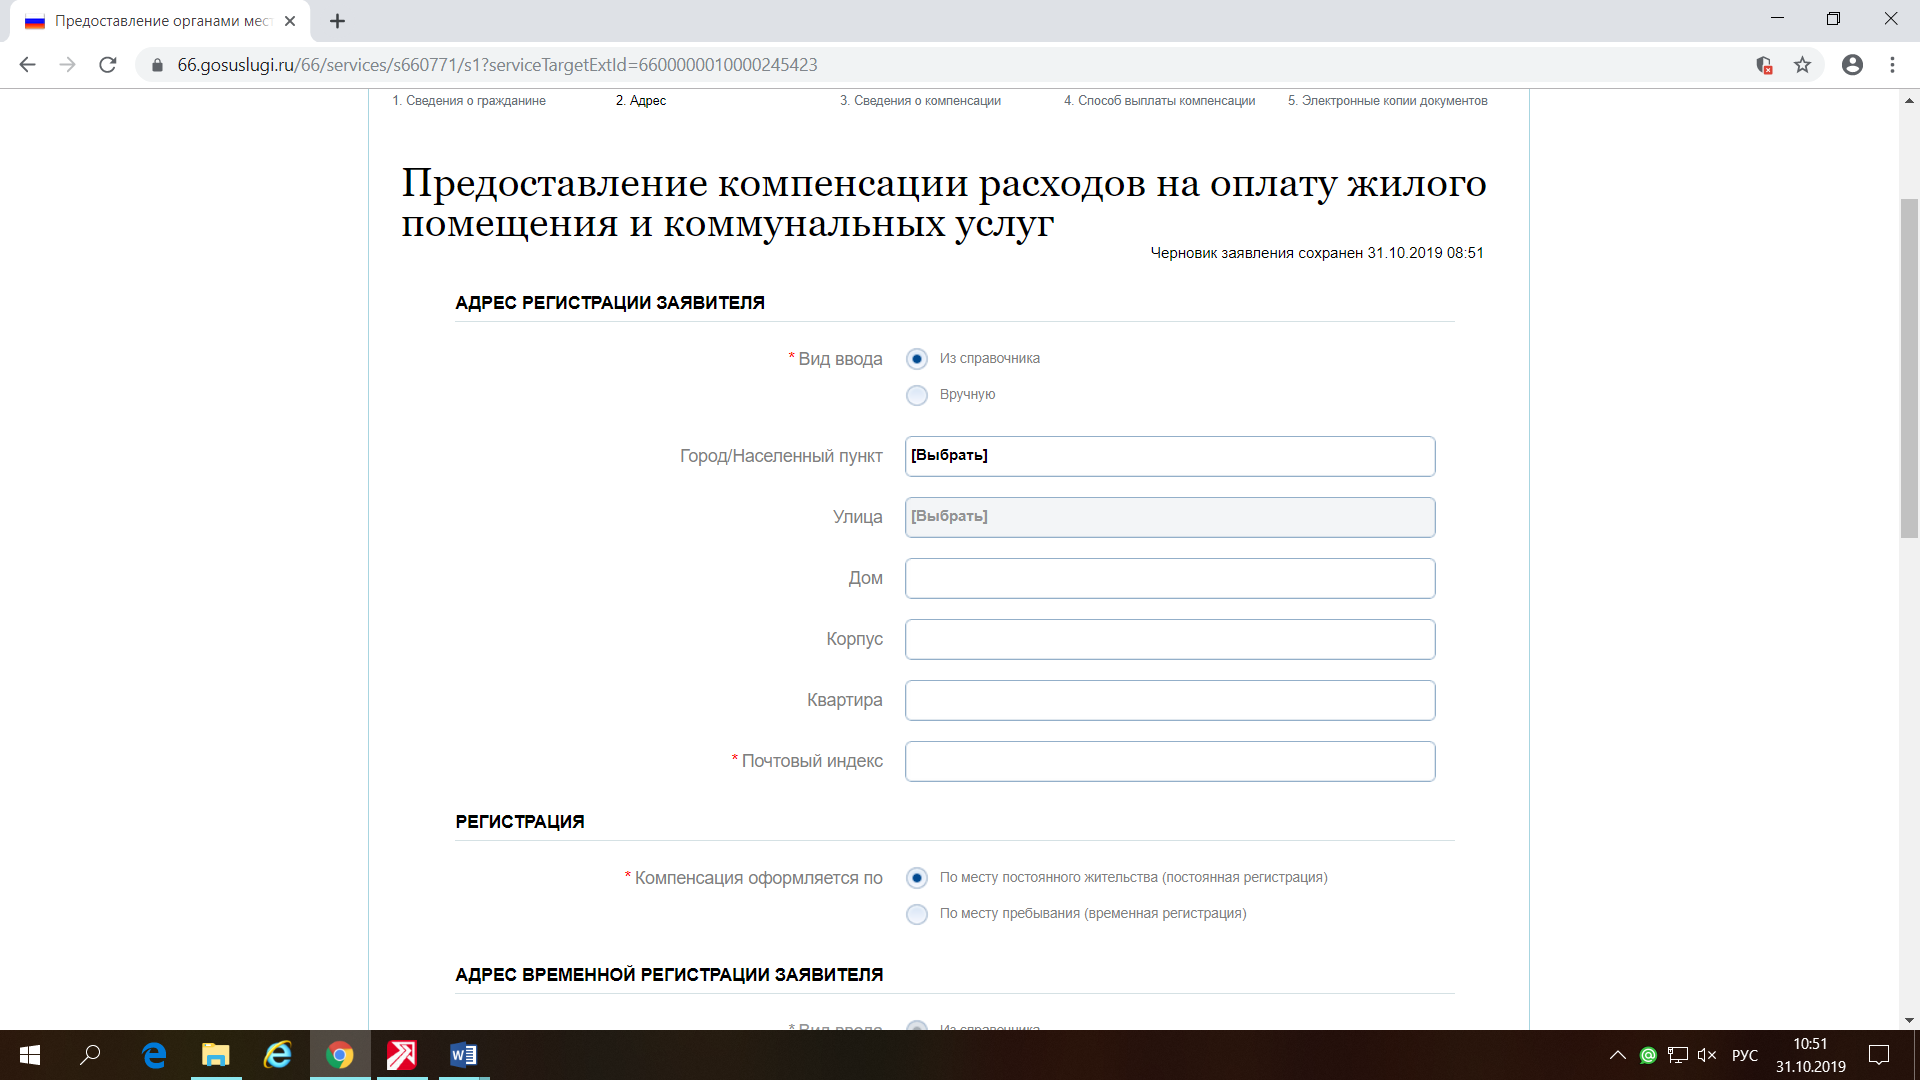 Предоставление органами мест
66.gosuslugi.ru/66/services/s660771/s1?serviceTargetExtId=6600000010000245423
1. Сведения о гражданине
2. Адрес
3. Сведения о компенсации
4. Способ выплаты компенсации
5. Электронные копии документов
Предоставление компенсации расходов на оплату жилого
помещения и коммунальных услуг
Черновик заявления сохранен 31.10.2019 08:51
АДРЕС РЕГИСТРАЦИИ ЗАЯВИТЕЛЯ
* Вид ввода
Из справочника
Вручную
Город/Населенный пункт
[Выбрать]
Улица
[Выбрать]
Дом
Корпус
Квартира
* Почтовый индекс
РЕГИСТРАЦИЯ
* Компенсация оформляется по
По месту постоянного жительства (постоянная регистрация)
По месту пребывания (временная регистрация)
АДРЕС ВРЕМЕННОЙ РЕГИСТРАЦИИ ЗАЯВИТЕЛЯ
* Вид ввода
Из справочника
РУС
10:51
31.10.2019